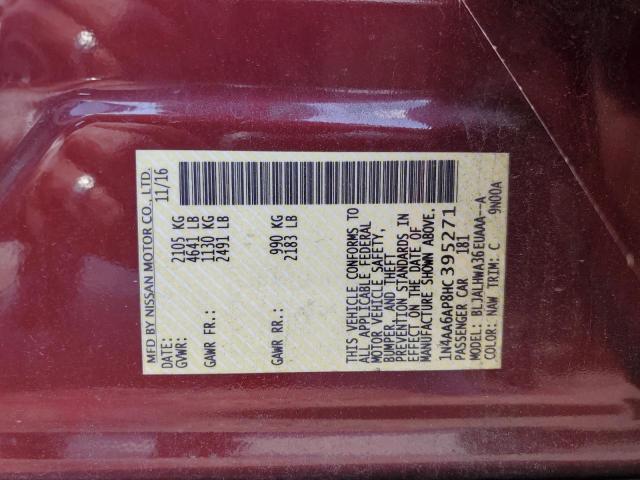 MFD BY NISSAN MOTOR CO., LTD.
DATE: 11/16
GVWR: 2105 KG
4641 LB
GAWR FR.: 1130 KG
2491 LB
GAWR RR.: 990 KG
2183 LB
THIS VEHICLE CONFORMS TO
ALL APPLICABLE FEDERAL
MOTOR VEHICLE SAFETY,
BUMPER, AND THEFT
PREVENTION STANDARDS IN
EFFECT ON THE DATE OF
MANUFACTURE SHOWN ABOVE.
1N4AA6AP8HC395271
PASSENGER CAR 181
MODEL: BLJALHWA36EUAAA--A
COLOR: NAW TRIM: C 9N00A